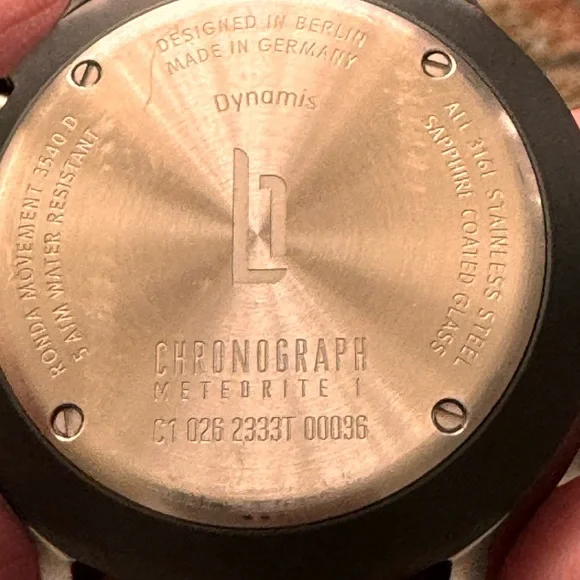 DESIGNED IN BERLIN
MADE IN GERMANY
Dynamis
RONDA MOVEMENT 3540-D
5 ATM WATER RESISTANT
ALL 316L STAINLESS STEEL
SAPPHIRE COATED GLASS
CHRONOGRAPH
METEORITE 1
C1 026 2333T 00036